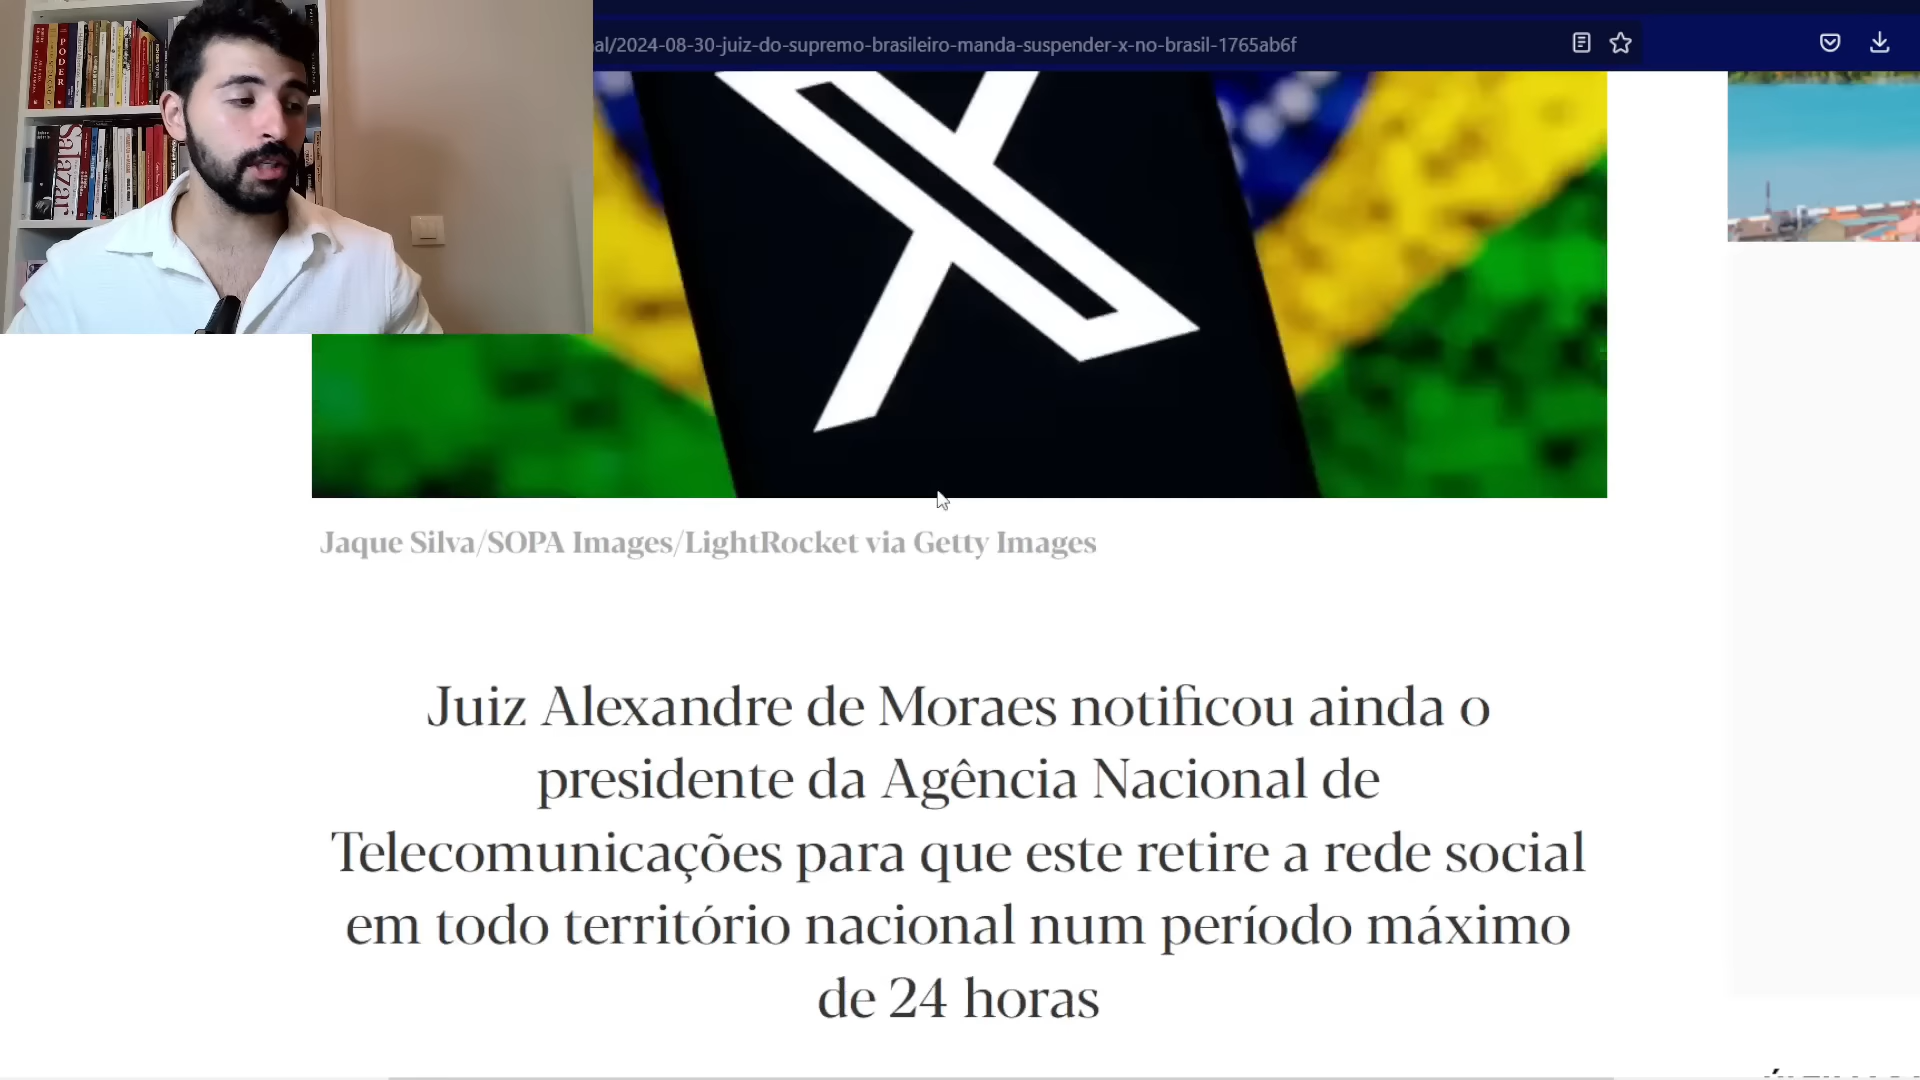 PODER
Salazar
al/2024-08-30-juiz-do-supremo-brasileiro-manda-suspender-x-no-brasil-1765ab6f
Jaque Silva/SOPA Images/LightRocket via Getty Images
Juiz Alexandre de Moraes notificou ainda o
presidente da Agência Nacional de
Telecomunicações para que este retire a rede social
em todo território nacional num período máximo
de 24 horas